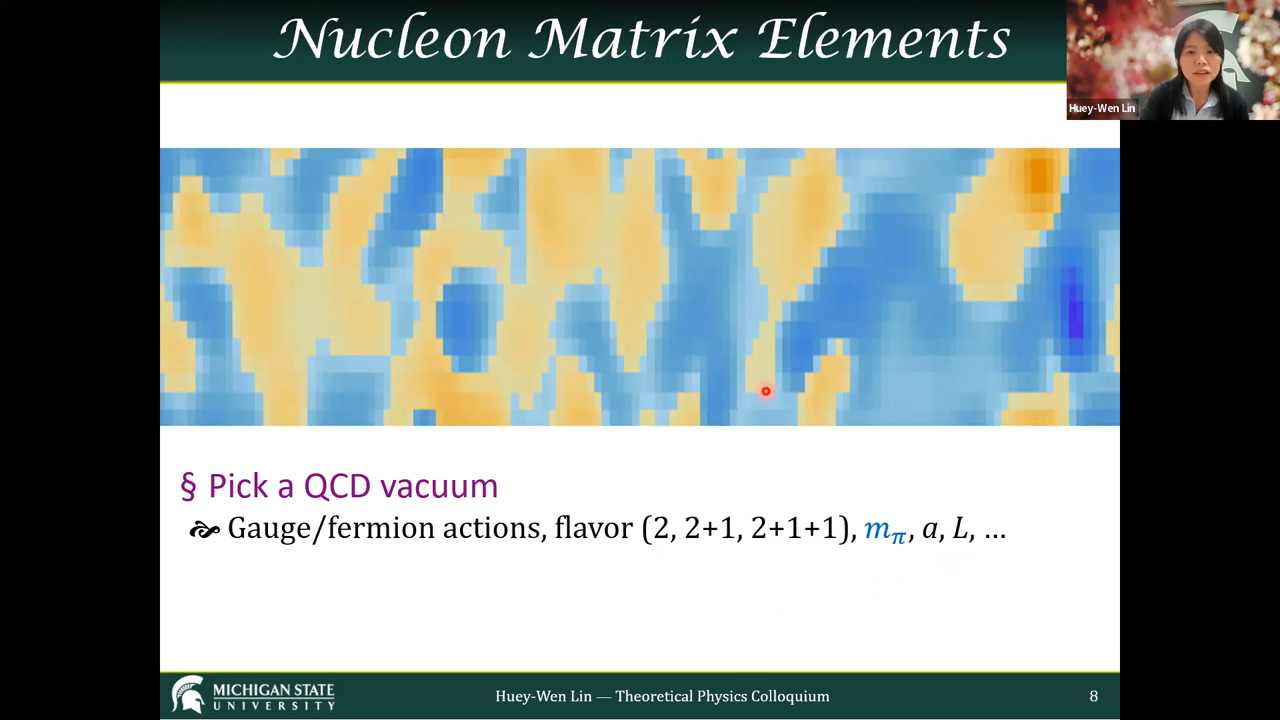 Nucleon Matrix Elements
Huey-Wen Lin
§ Pick a QCD vacuum
Gauge/fermion actions, flavor (2, 2+1, 2+1+1), mπ, a, L, …
MICHIGAN STATE
UNIVERSITY
Huey-Wen Lin — Theoretical Physics Colloquium
8